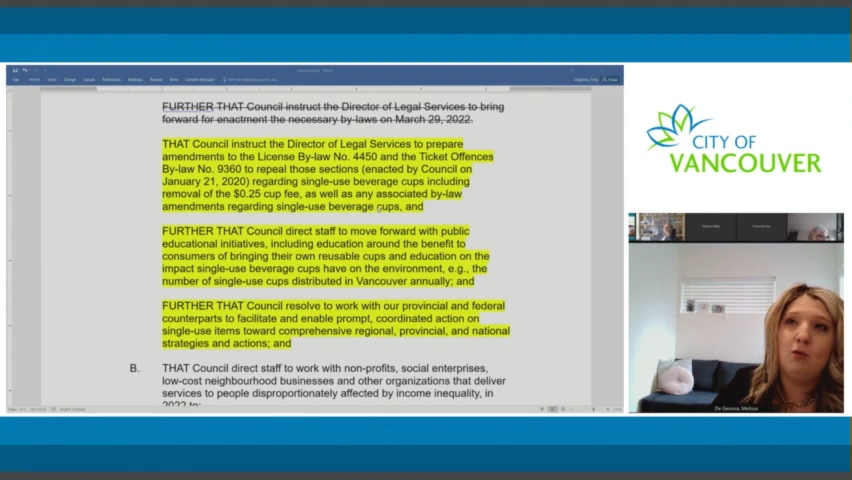 FURTHER THAT Council instruct the Director of Legal Services to bring
forward for enactment the necessary by-laws on March 29, 2022.
THAT Council instruct the Director of Legal Services to prepare
amendments to the License By-law No. 4450 and the Ticket Offences
By-law No. 9360 to repeal those sections (enacted by Council on
January 21, 2020) regarding single-use beverage cups including
removal of the $0.25 cup fee, as well as any associated by-law
amendments regarding single-use beverage cups, and
FURTHER THAT Council direct staff to move forward with public
educational initiatives, including education around the benefit to
consumers of bringing their own reusable cups and education on the
impact single-use beverage cups have on the environment, e.g., the
number of single-use cups distributed in Vancouver annually; and
FURTHER THAT Council resolve to work with our provincial and federal
counterparts to facilitate and enable prompt, coordinated action on
single-use items toward comprehensive regional, provincial, and national
strategies and actions; and
B. THAT Council direct staff to work with non-profits, social enterprises,
low-cost neighbourhood businesses and other organizations that deliver
services to people disproportionately affected by income inequality, in
2022 to:
CITY OF
VANCOUVER
De Genova, Melissy